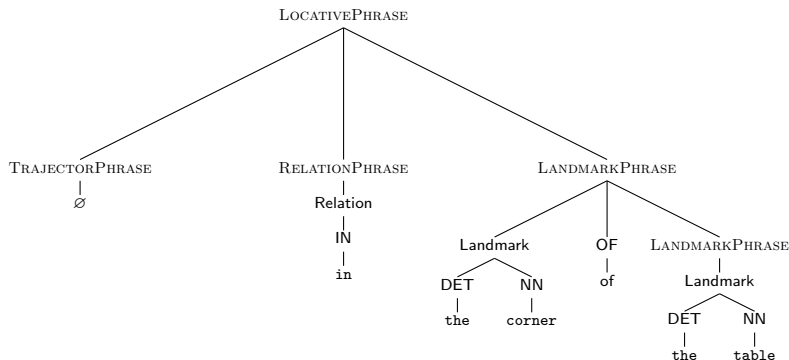 LOCATIVEPHRASE
TRAJECTORPHRASE RELATIONPHRASE LANDMARKPHRASE
∅ Relation
IN Landmark OF LANDMARKPHRASE
in DET NN of Landmark
the corner DET NN
the table